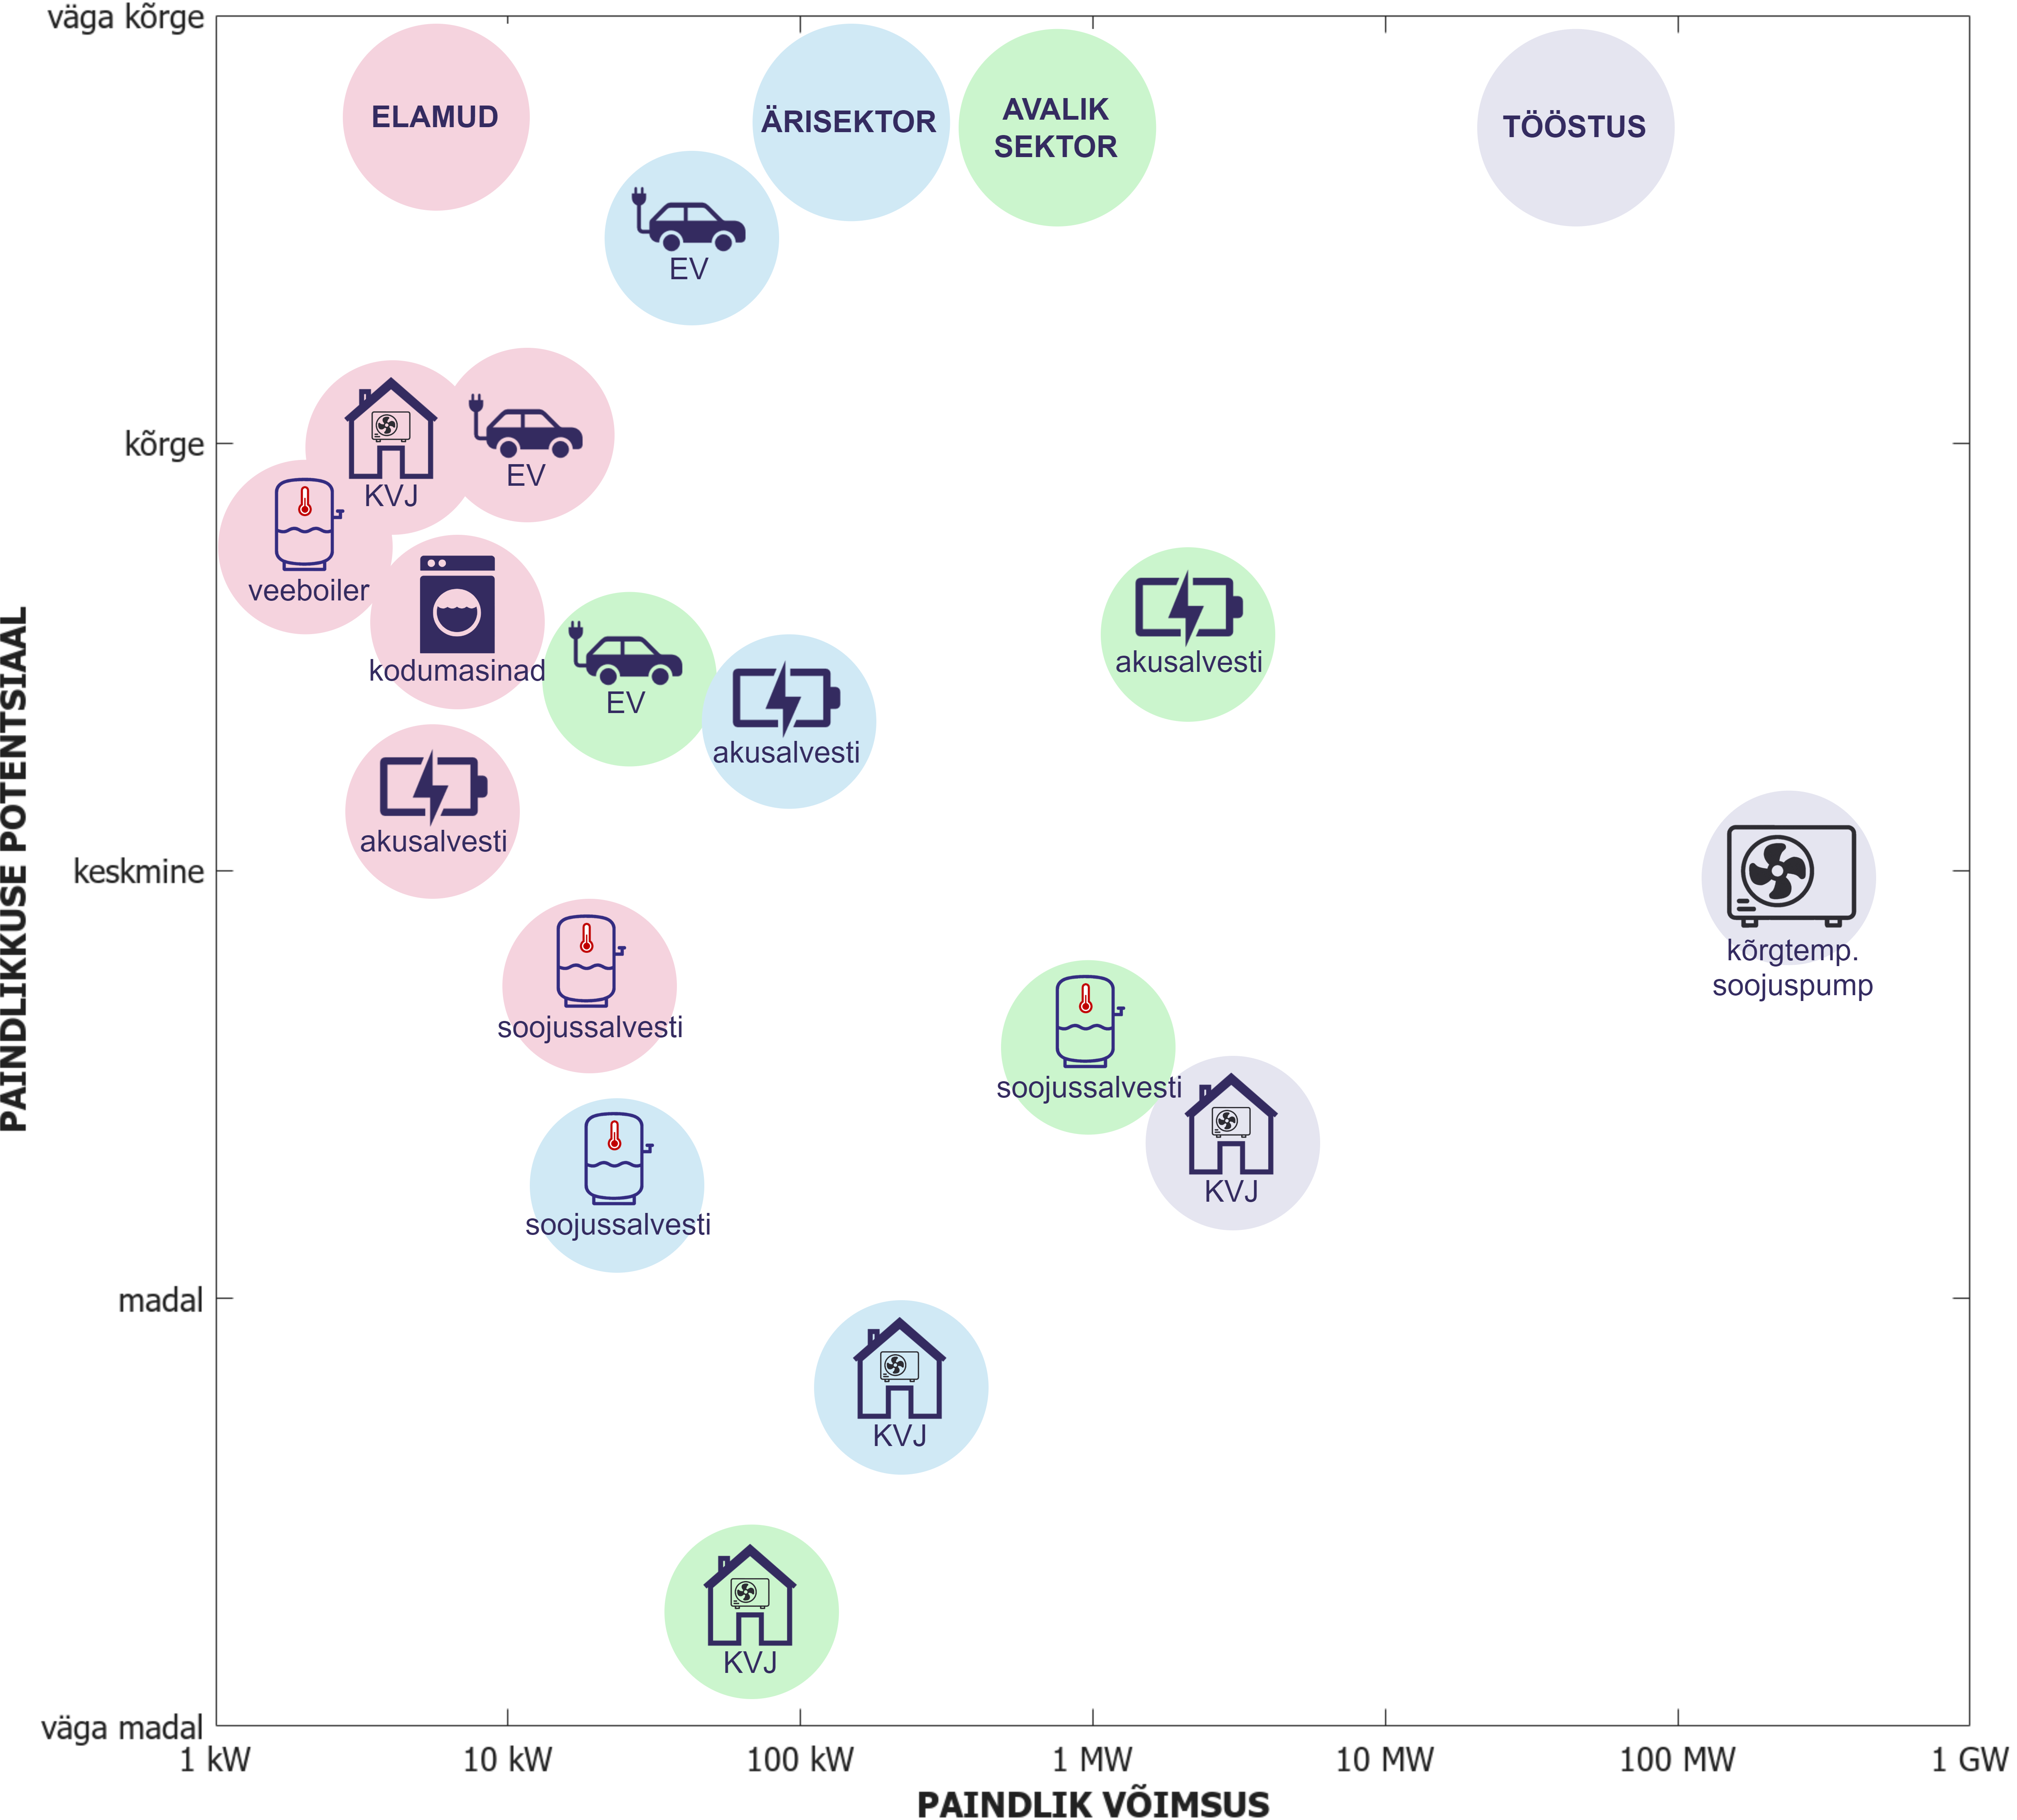 väga kõrge
ELAMUD
ÄRISEKTOR
AVALIK
SEKTOR
TÖÖSTUS
EV
kõrge
EV
KVJ
veeboiler
kodumasinad
EV
akusalvesti
akusalvesti
akusalvesti
PAINDLIKKUSE POTENTSIAAL
keskmine
kõrgtemp.
soojuspump
soojussalvesti
soojussalvesti
KVJ
soojussalvesti
madal
KVJ
KVJ
väga madal
1 kW
10 kW
100 kW
1 MW
10 MW
100 MW
1 GW
PAINDLIK VÕIMSUS